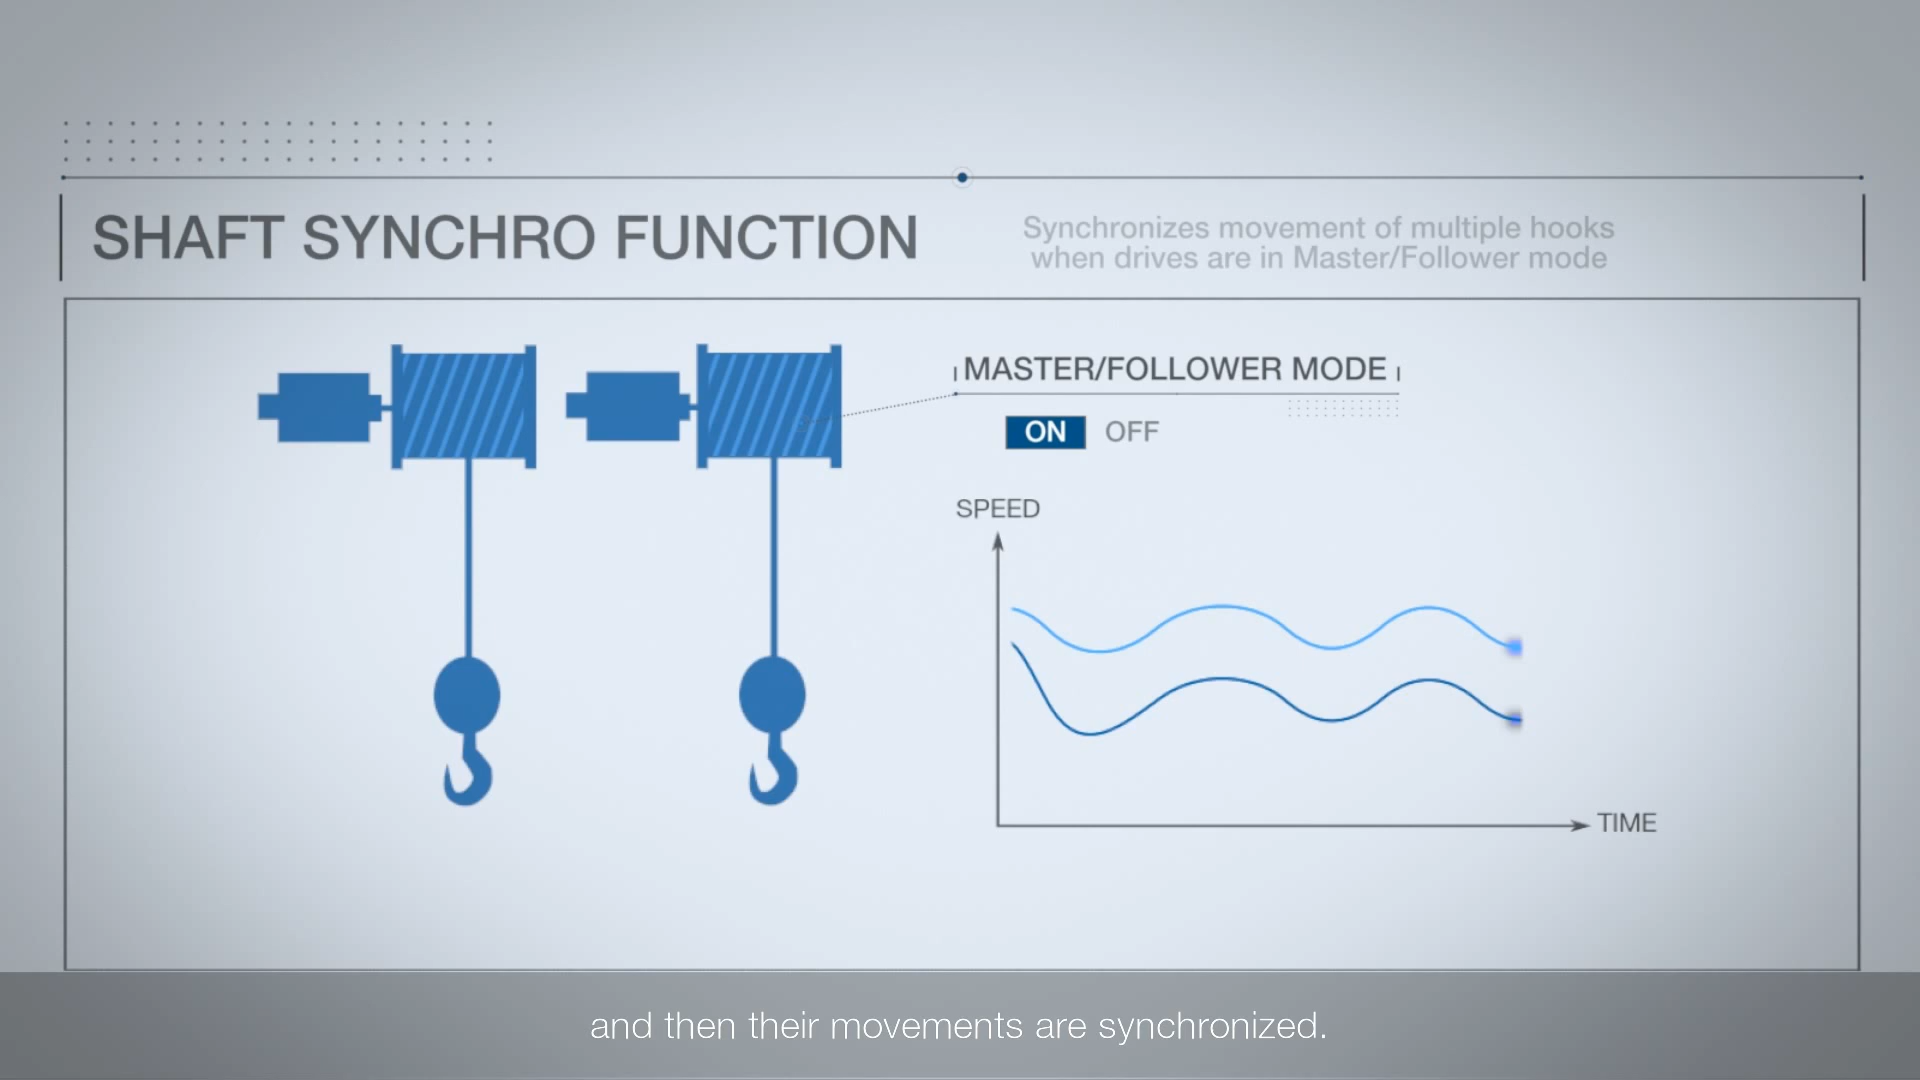 SHAFT SYNCHRO FUNCTION
Synchronizes movement of multiple hooks
when drives are in Master/Follower mode
MASTER/FOLLOWER MODE
ON OFF
SPEED
TIME
and then their movements are synchronized.